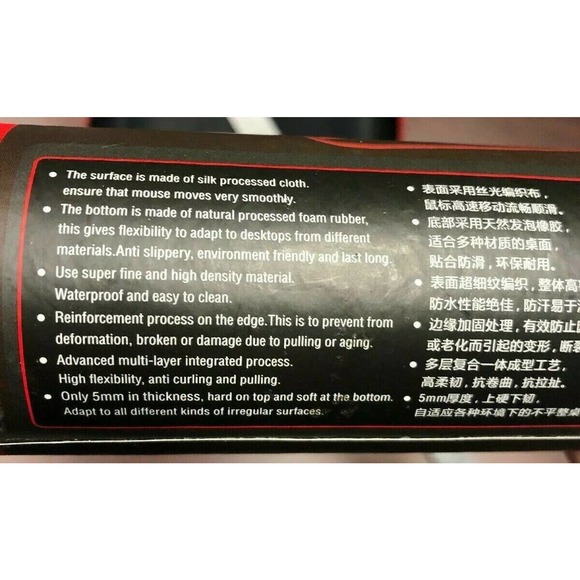 • The surface is made of silk processed cloth.
ensure that mouse moves very smoothly.
• The bottom is made of natural processed foam rubber,
this gives flexibility to adapt to desktops from different
materials.Anti slippery, environment friendly and last long.
• Use super fine and high density material.
Waterproof and easy to clean.
• Reinforcement process on the edge.This is to prevent from
deformation, broken or damage due to pulling or aging.
• Advanced multi-layer integrated process.
High flexibility, anti curling and pulling.
• Only 5mm in thickness, hard on top and soft at the bottom.
Adapt to all different kinds of irregular surfaces.
• 表面采用丝光编织布，
鼠标高速移动流畅顺滑。
• 底部采用天然发泡橡胶，
适合多种材质的桌面，
贴合防滑，环保耐用。
• 表面超细纹编织，整体高
防水性能绝佳，防汗易于
• 边缘加固处理，有效防止
或老化而引起的变形，断
• 多层复合一体成型工艺，
高柔韧，抗卷曲，抗拉扯。
• 5mm厚度，上硬下韧，
自适应各种环境下的不平整